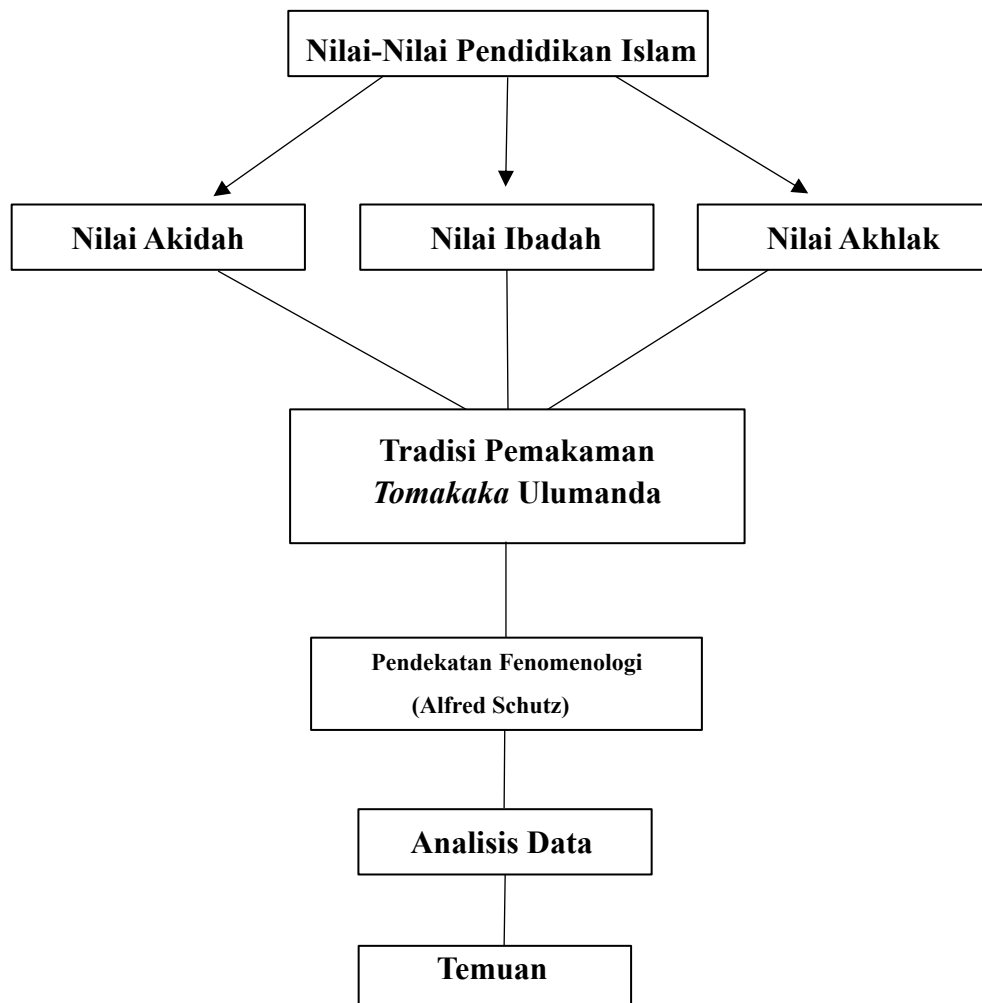 Nilai-Nilai Pendidikan Islam
Nilai Akidah
Nilai Ibadah
Nilai Akhlak
Tradisi Pemakaman
Tomakaka Ulumanda
Pendekatan Fenomenologi
(Alfred Schutz)
Analisis Data
Temuan